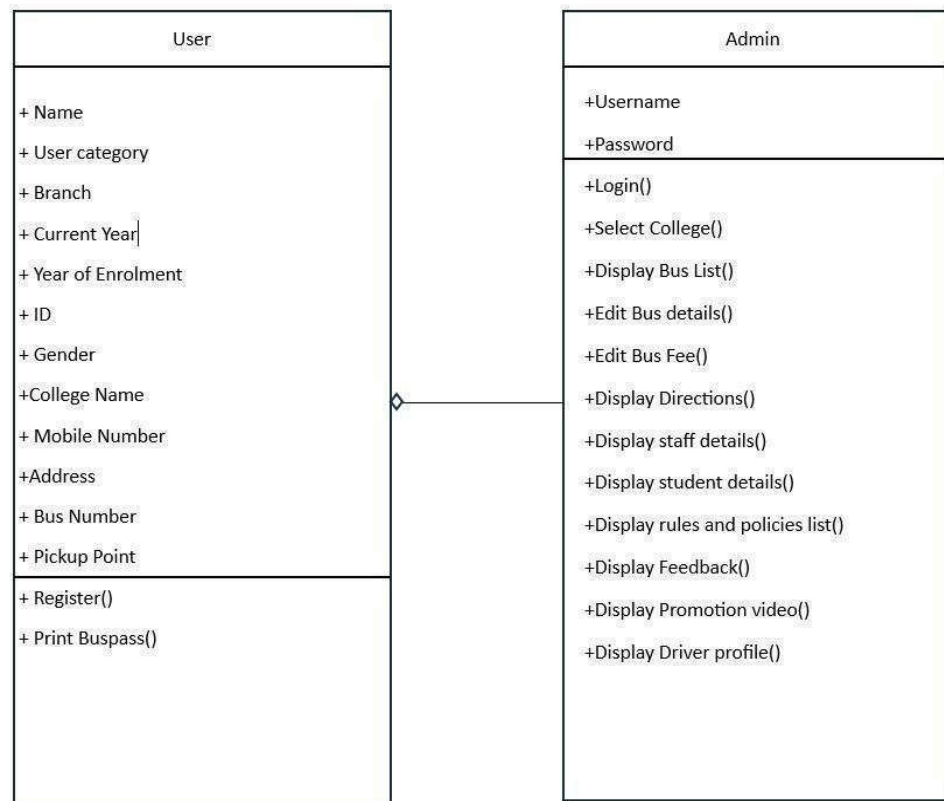 User
+ Name
+ User category
+ Branch
+ Current Year
+ Year of Enrolment
+ ID
+ Gender
+College Name
+ Mobile Number
+Address
+ Bus Number
+ Pickup Point
+ Register()
+ Print Buspass()
Admin
+Username
+Password
+Login()
+Select College()
+Display Bus List()
+Edit Bus details()
+Edit Bus Fee()
+Display Directions()
+Display staff details()
+Display student details()
+Display rules and policies list()
+Display Feedback()
+Display Promotion video()
+Display Driver profile()